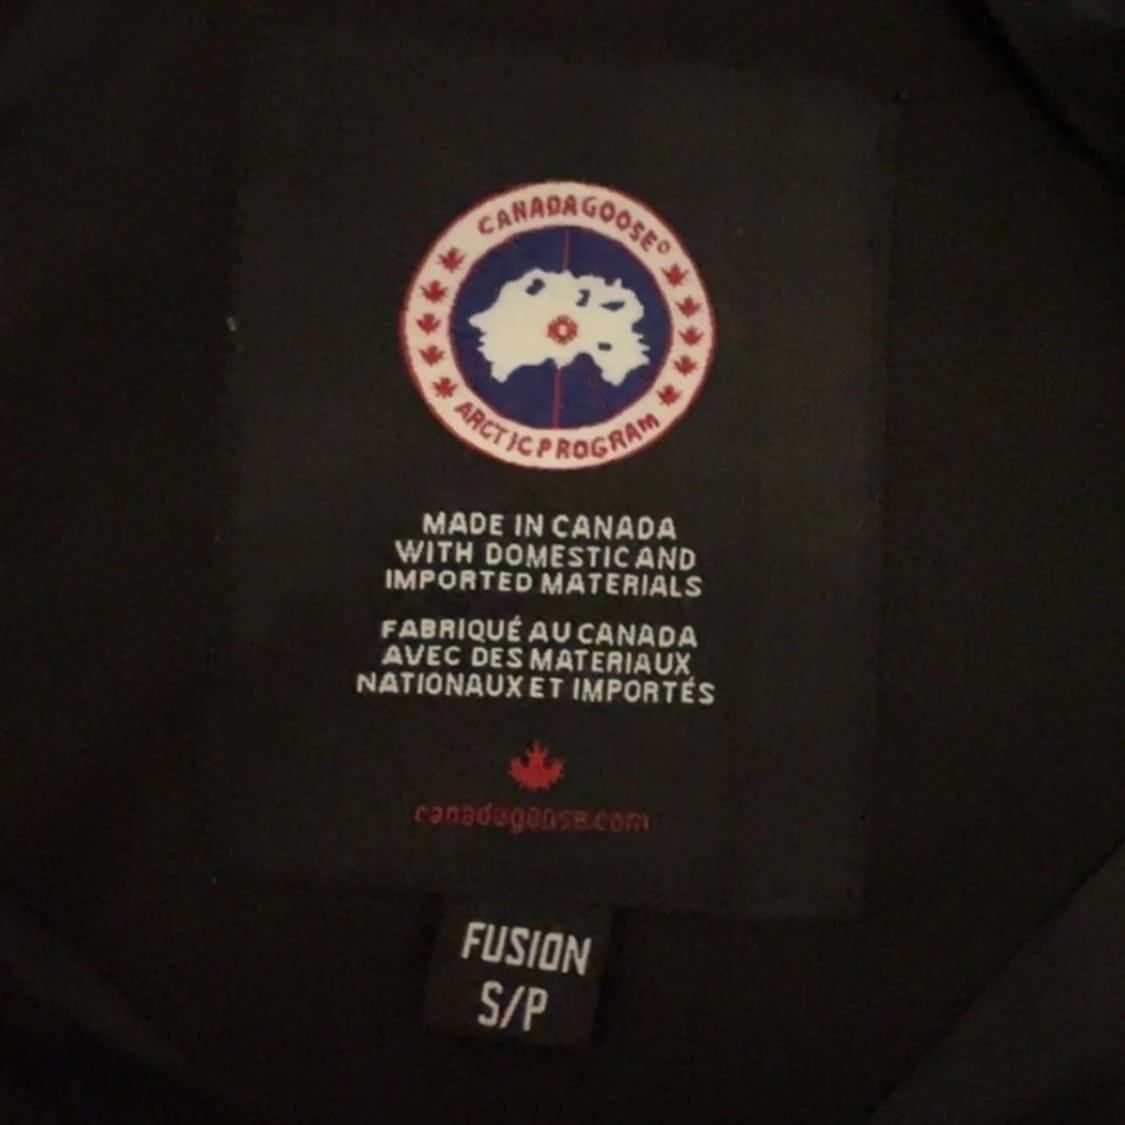 CANADA GOOSE®
ARCTIC PROGRAM
MADE IN CANADA
WITH DOMESTIC AND
IMPORTED MATERIALS
FABRIQUÉ AU CANADA
AVEC DES MATERIAUX
NATIONAUX ET IMPORTÉS
canadagoose.com
FUSION
S/P